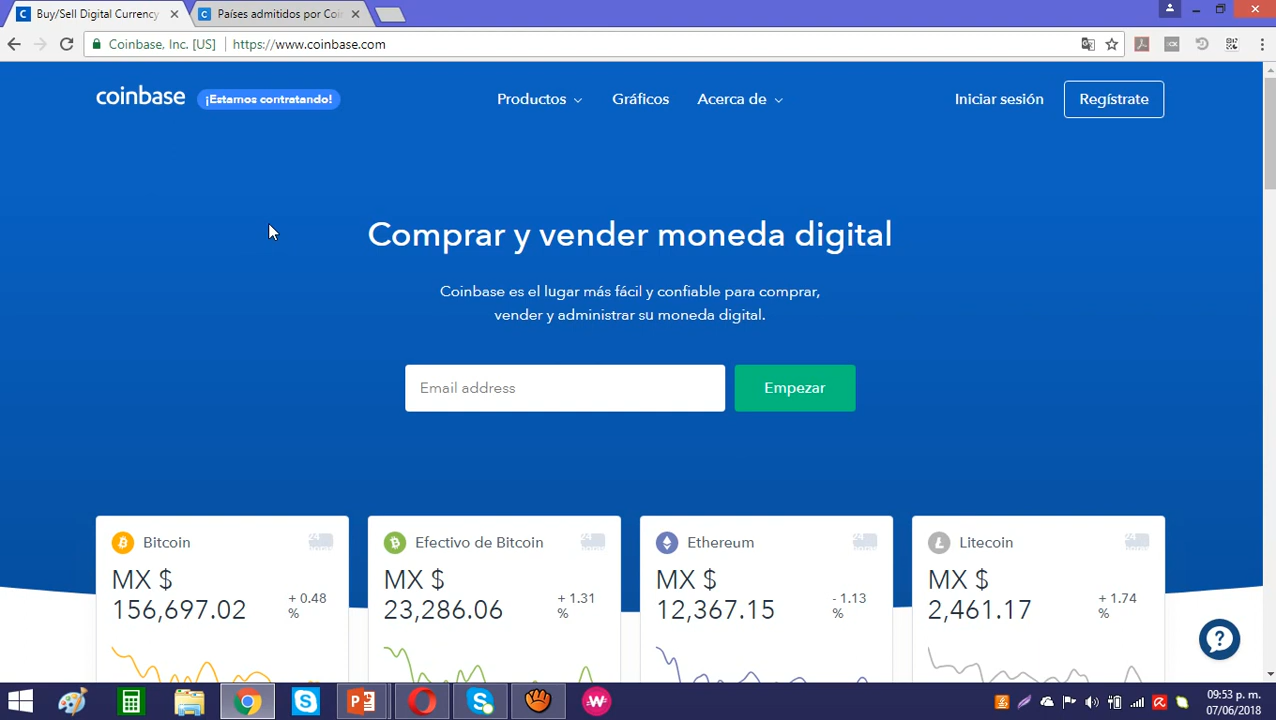 Buy/Sell Digital Currency
Países admitidos por Coi
Coinbase, Inc. [US] https://www.coinbase.com
coinbase ¡Estamos contratando! Productos Gráficos Acerca de Iniciar sesión Regístrate
Comprar y vender moneda digital
Coinbase es el lugar más fácil y confiable para comprar,
vender y administrar su moneda digital.
Email address Empezar
Bitcoin
MX $
156,697.02
+ 0.48
%
Efectivo de Bitcoin
MX $
23,286.06
+ 1.31
%
Ethereum
MX $
12,367.15
- 1.13
%
Litecoin
MX $
2,461.17
+ 1.74
%
09:53 p. m.
07/06/2018